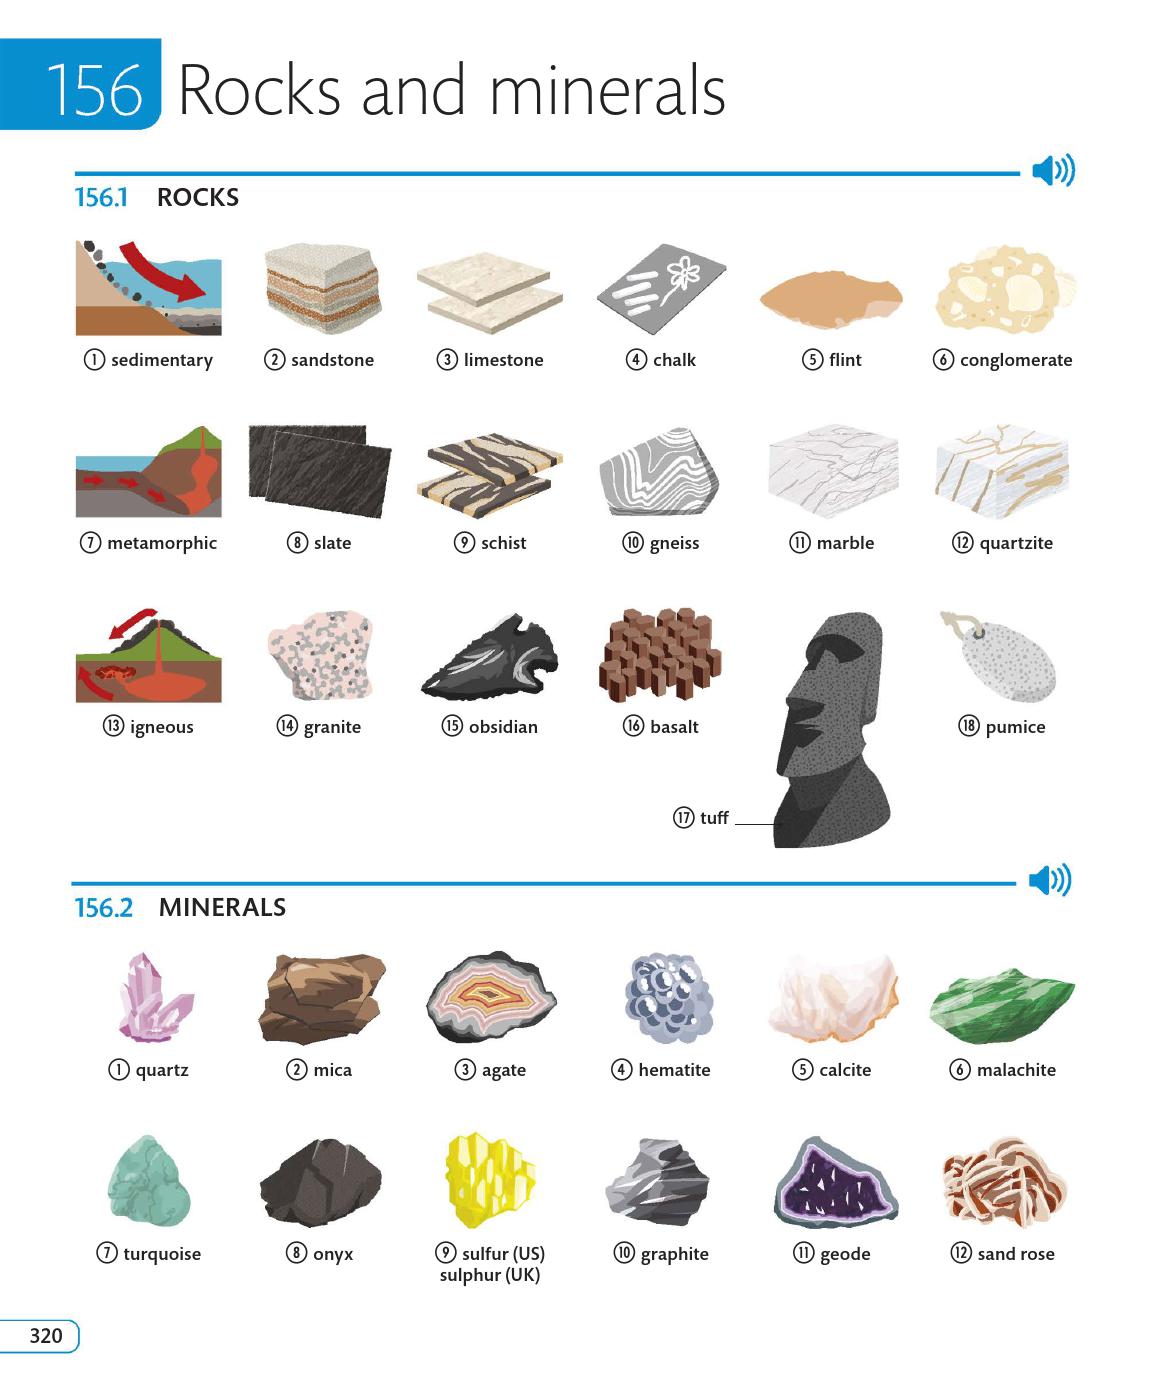 156 Rocks and minerals
156.1 ROCKS
1 sedimentary
2 sandstone
3 limestone
4 chalk
5 flint
6 conglomerate
7 metamorphic
8 slate
9 schist
10 gneiss
11 marble
12 quartzite
13 igneous
14 granite
15 obsidian
16 basalt
18 pumice
17 tuff
156.2 MINERALS
1 quartz
2 mica
3 agate
4 hematite
5 calcite
6 malachite
7 turquoise
8 onyx
9 sulfur (US)
sulphur (UK)
10 graphite
11 geode
12 sand rose
320